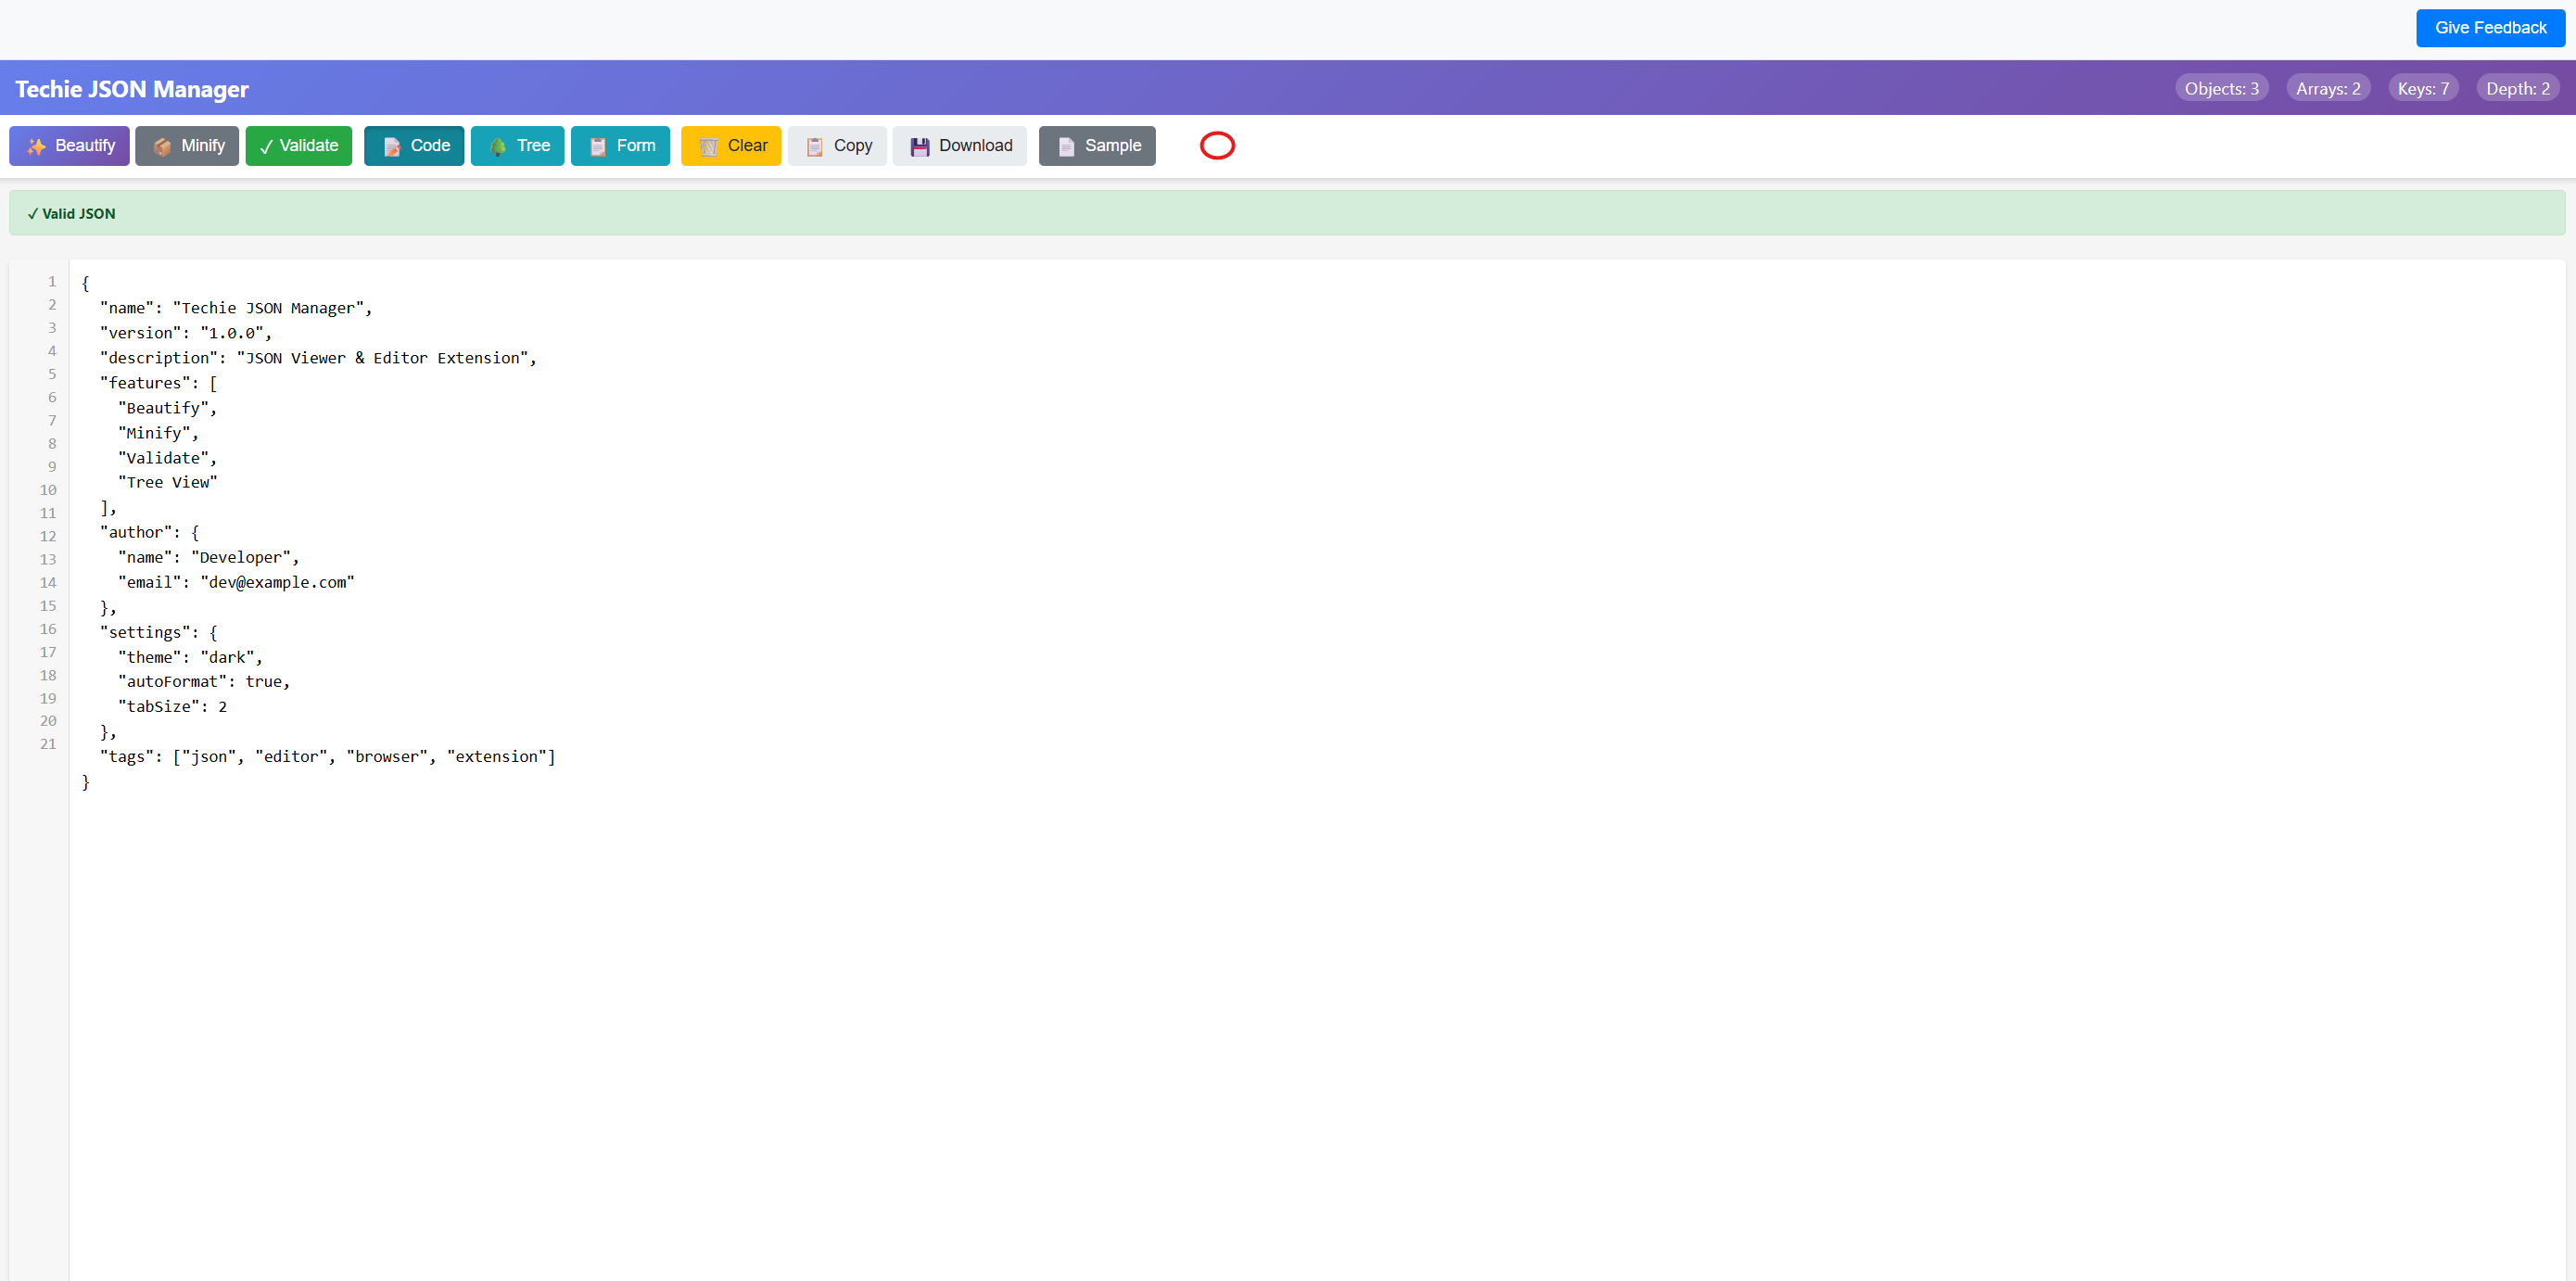 Give Feedback
Techie JSON Manager Objects: 3 Arrays: 2 Keys: 7 Depth: 2
Beautify Minify ✓ Validate Code Tree Form Clear Copy Download Sample
✓ Valid JSON
1 {
2   "name": "Techie JSON Manager",
3   "version": "1.0.0",
4   "description": "JSON Viewer & Editor Extension",
5   "features": [
6     "Beautify",
7     "Minify",
8     "Validate",
9     "Tree View"
10   ],
11   "author": {
12     "name": "Developer",
13     "email": "dev@example.com"
14   },
15   "settings": {
16     "theme": "dark",
17     "autoFormat": true,
18     "tabSize": 2
19   },
20   "tags": ["json", "editor", "browser", "extension"]
21 }